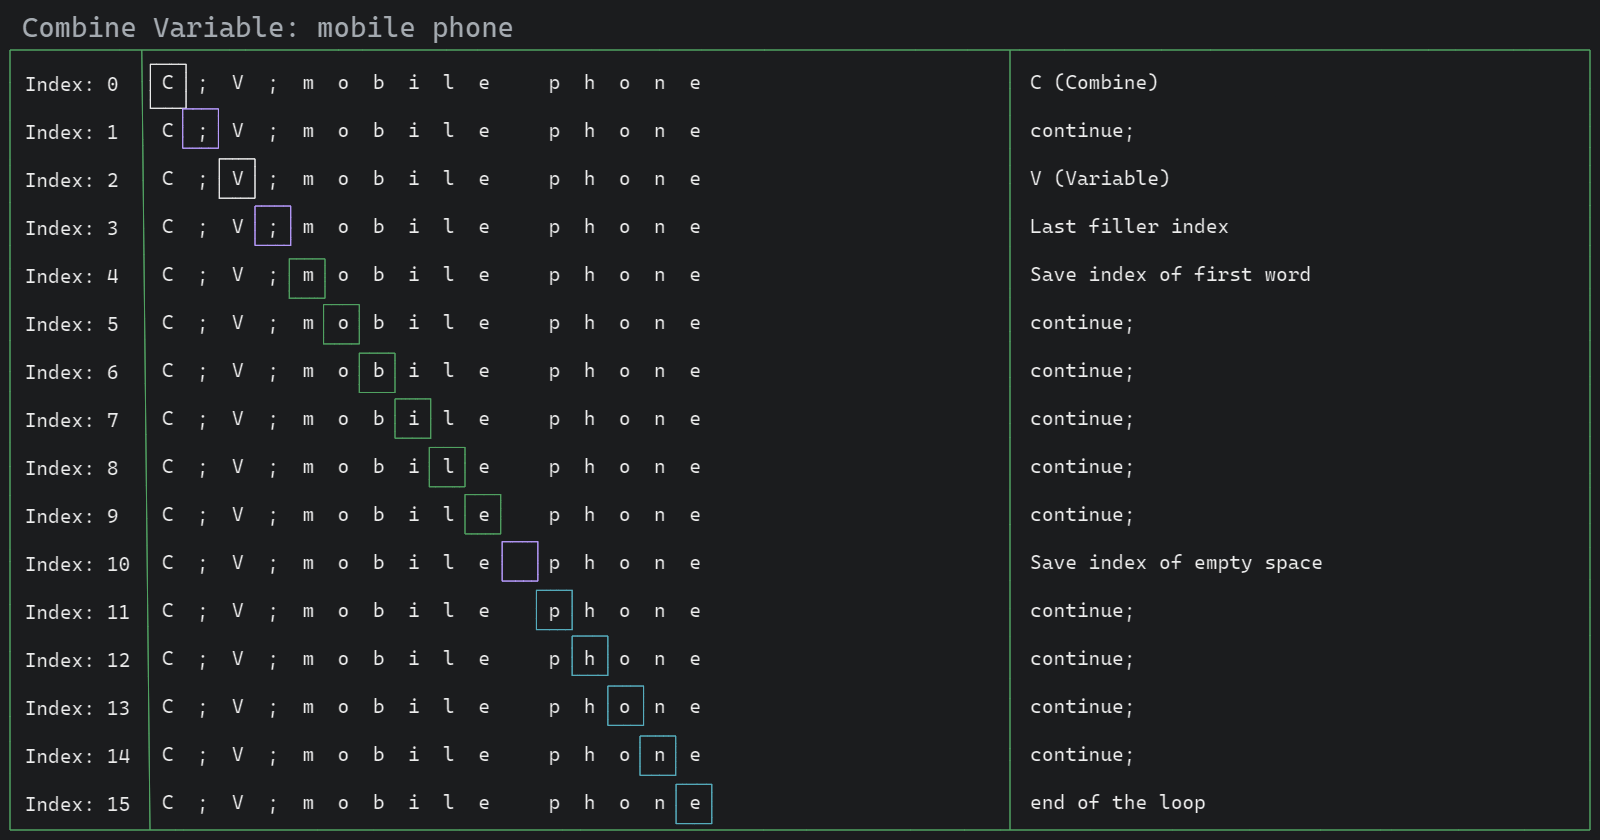 Combine Variable: mobile phone
Index: 0 C ; V ; m o b i l e   p h o n e C (Combine)
Index: 1 C ; V ; m o b i l e   p h o n e continue;
Index: 2 C ; V ; m o b i l e   p h o n e V (Variable)
Index: 3 C ; V ; m o b i l e   p h o n e Last filler index
Index: 4 C ; V ; m o b i l e   p h o n e Save index of first word
Index: 5 C ; V ; m o b i l e   p h o n e continue;
Index: 6 C ; V ; m o b i l e   p h o n e continue;
Index: 7 C ; V ; m o b i l e   p h o n e continue;
Index: 8 C ; V ; m o b i l e   p h o n e continue;
Index: 9 C ; V ; m o b i l e   p h o n e continue;
Index: 10 C ; V ; m o b i l e   p h o n e Save index of empty space
Index: 11 C ; V ; m o b i l e   p h o n e continue;
Index: 12 C ; V ; m o b i l e   p h o n e continue;
Index: 13 C ; V ; m o b i l e   p h o n e continue;
Index: 14 C ; V ; m o b i l e   p h o n e continue;
Index: 15 C ; V ; m o b i l e   p h o n e end of the loop